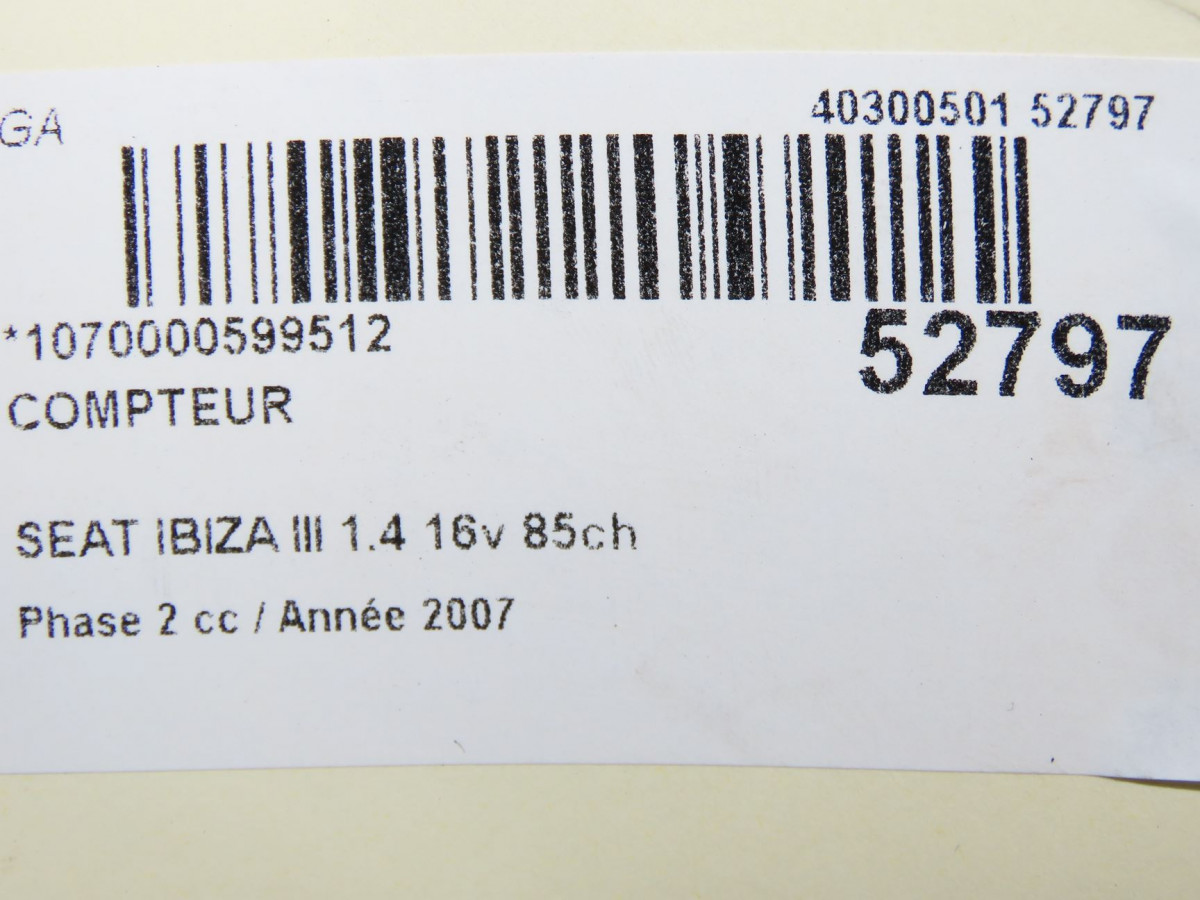 GA
40300501 52797
*1070000599512
52797
COMPTEUR
SEAT IBIZA III 1.4 16v 85ch
Phase 2 cc / Année 2007